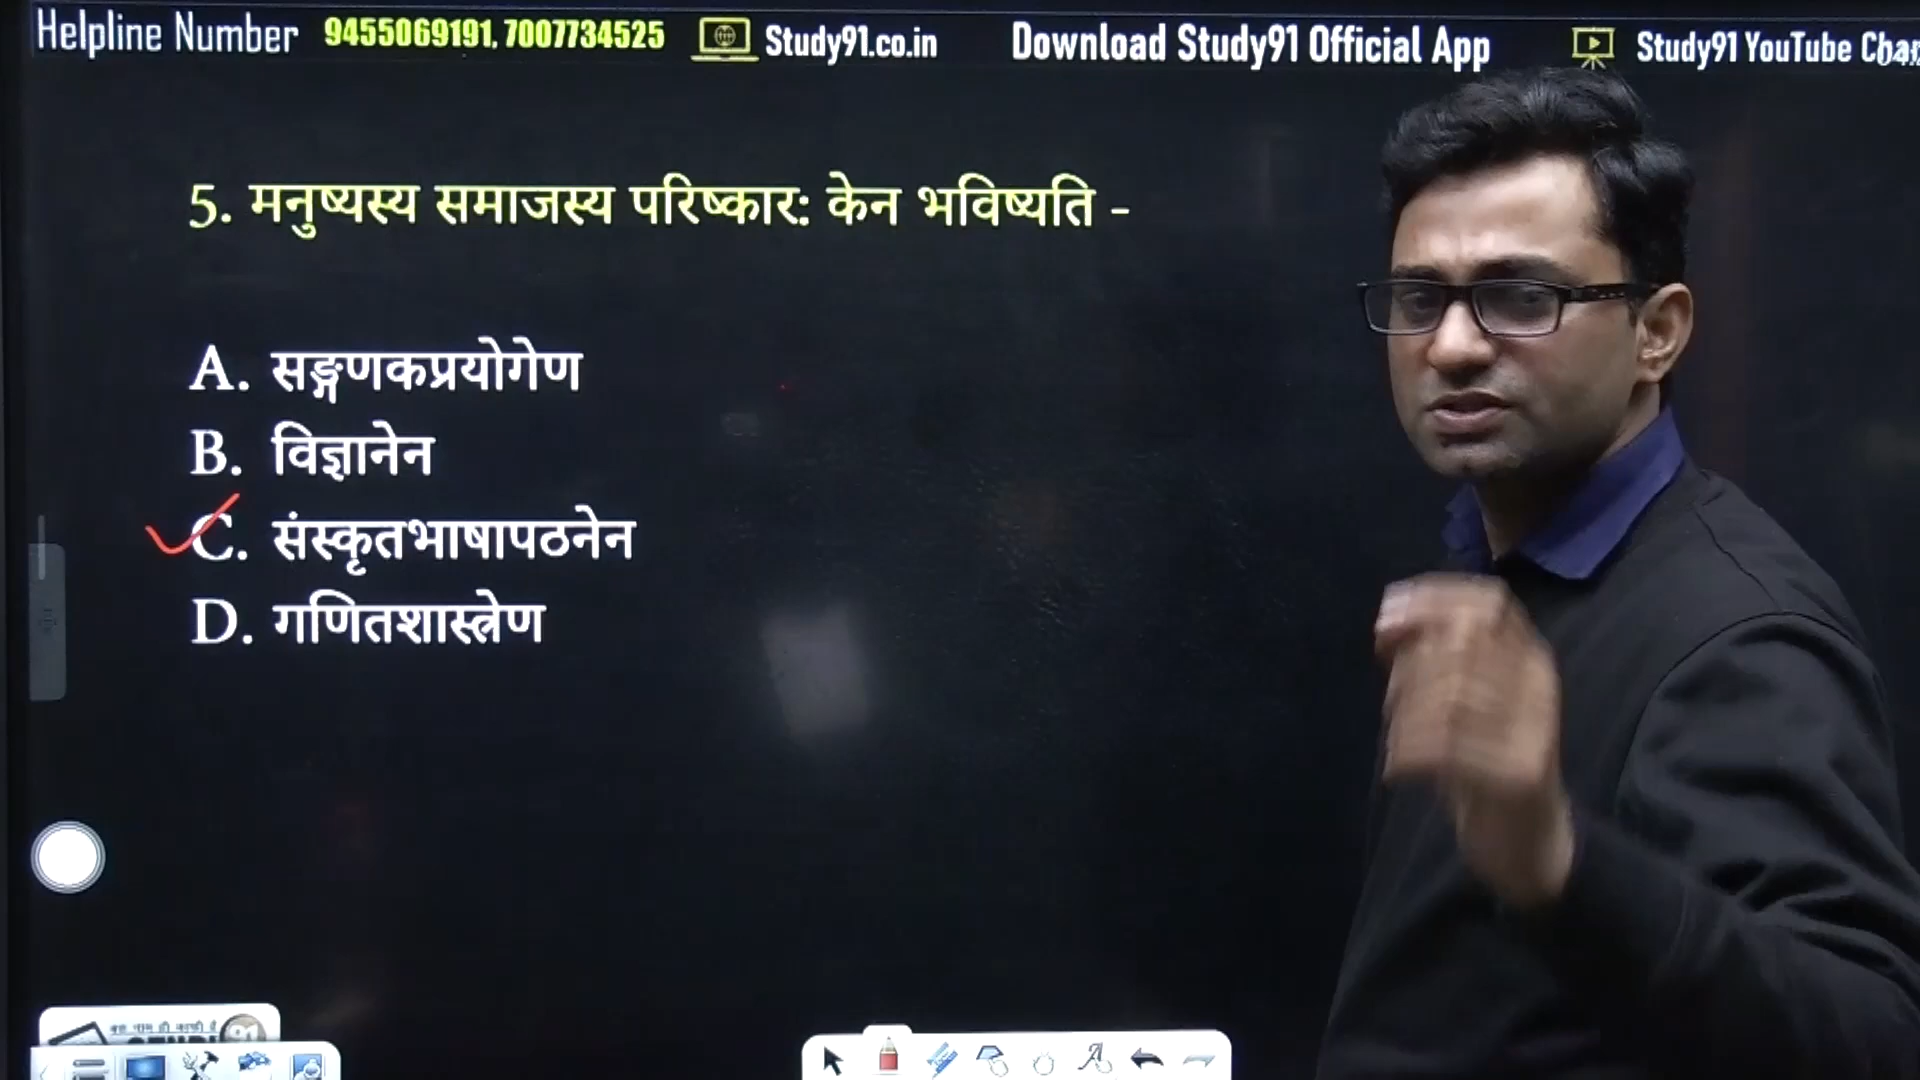 Helpline Number 9455069191, 7007734525 Study91.co.in Download Study91 Official App Study91 YouTube
5. मनुष्यस्य समाजस्य परिष्कार: केन भविष्यति -
A. सङ्गणकप्रयोगेण
B. विज्ञानेन
C. संस्कृतभाषापठनेन
D. गणितशास्त्रेण
91